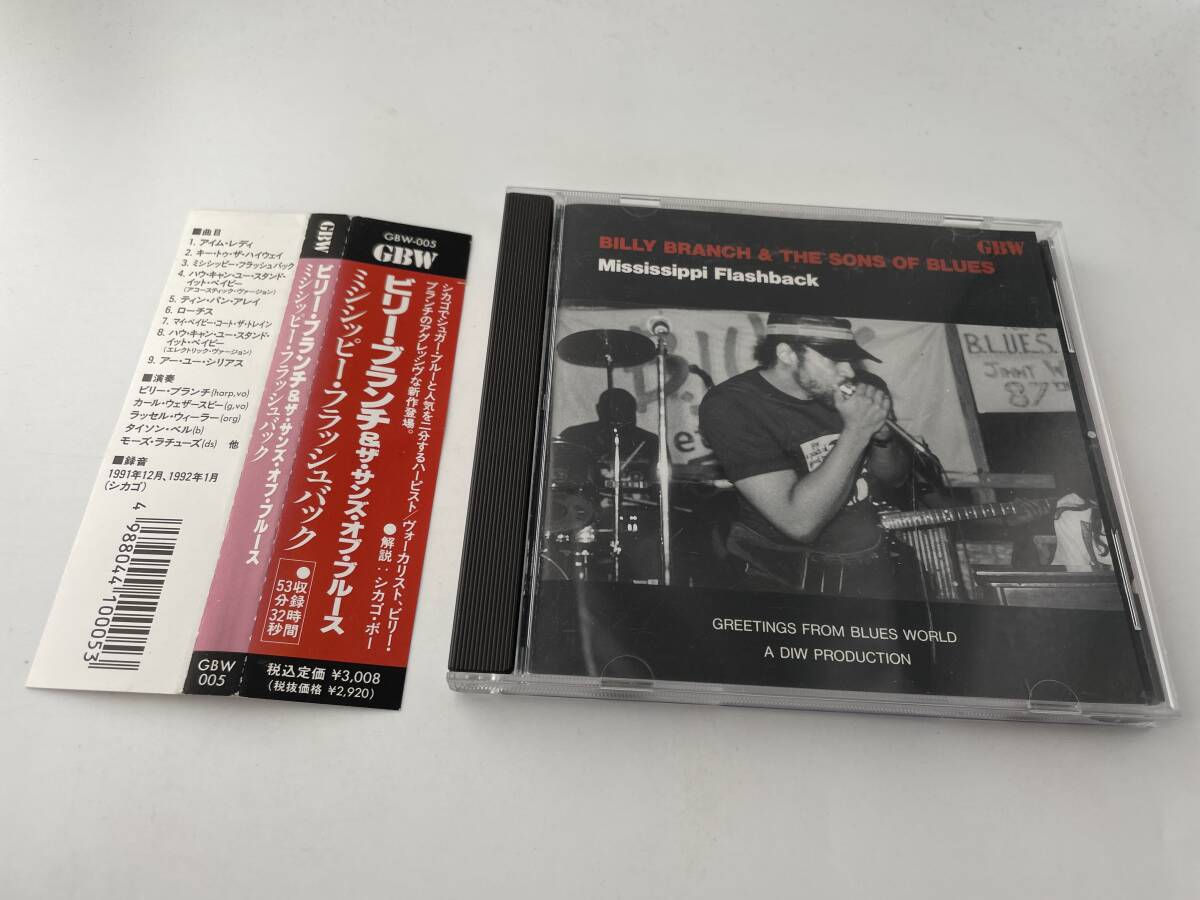 ■曲目
1. アイム・レディ
2. キー・トゥ・ザ・ハイウェイ
3. ミシシッピー・フラッシュバック
4. ハウ・キャン・ユー・スタンド・
イット・ベイビー
(アコースティック・ヴァージョン)
5. ティン・パン・アレイ
6. ローチス
7. マイ・ベイビー・コート・ザ・トレイン
8. ハウ・キャン・ユー・スタンド・
イット・ベイビー
(エレクトリック・ヴァージョン)
9. アー・ユー・シリアス
■演奏
ビリー・ブランチ(harp,vo)
カール・ウェザースビー(g,vo)
ラッセル・ウィーラー(org)
タイソン・ベル(b)
モーズ・ラチューズ(ds) 他
■録音
1991年12月、1992年1月
(シカゴ)
4 988044 100053
GBW
ビリー・ブランチ&ザ・サンズ・オブ・ブルース
ミシシッピー・フラッシュバック
GBW
005
GBW-005
GBW
シカゴでシュガー・ブルーと人気を二分するハーピスト/ヴォーカリスト、ビリー・
ブランチのアグレッシヴな新作登場。
●解説:シカゴ・ボー
ビリー・ブランチ&ザ・サンズ・オブ・ブルース
ミシシッピー・フラッシュバック
●収録時間
53分32秒
税込定価 ¥3,008
(税抜価格 ¥2,920)
BILLY BRANCH & THE SONS OF BLUES
GBW
Mississippi Flashback
B.L.U.E.S.
JIMMY W
87
GREETINGS FROM BLUES WORLD
A DIW PRODUCTION